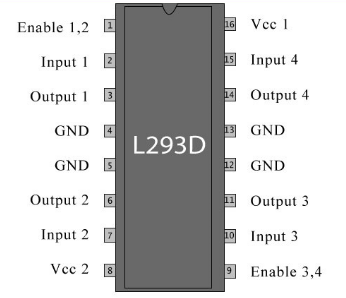 Enable 1,2 1 16 Vcc 1
Input 1 2 15 Input 4
Output 1 3 14 Output 4
GND 4 13 GND
L293D
GND 5 12 GND
Output 2 6 11 Output 3
Input 2 7 10 Input 3
Vcc 2 8 9 Enable 3,4